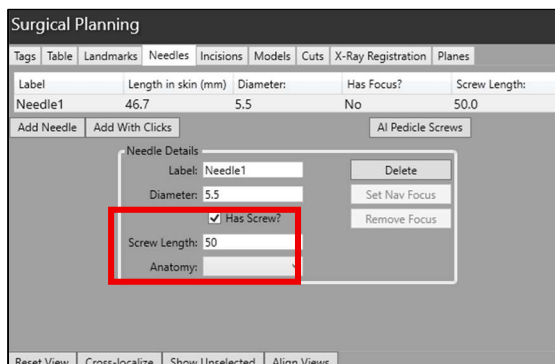 Surgical Planning
Tags Table Landmarks Needles Incisions Models Cuts X-Ray Registration Planes
Label Length in skin (mm) Diameter: Has Focus? Screw Length:
Needle1 46.7 5.5 No 50.0
Add Needle Add With Clicks AI Pedicle Screws
Needle Details
Label: Needle1 Delete
Diameter: 5.5 Set Nav Focus
Has Screw? Remove Focus
Screw Length: 50
Anatomy:
Reset View Cross-localize Show Unselected Align Views